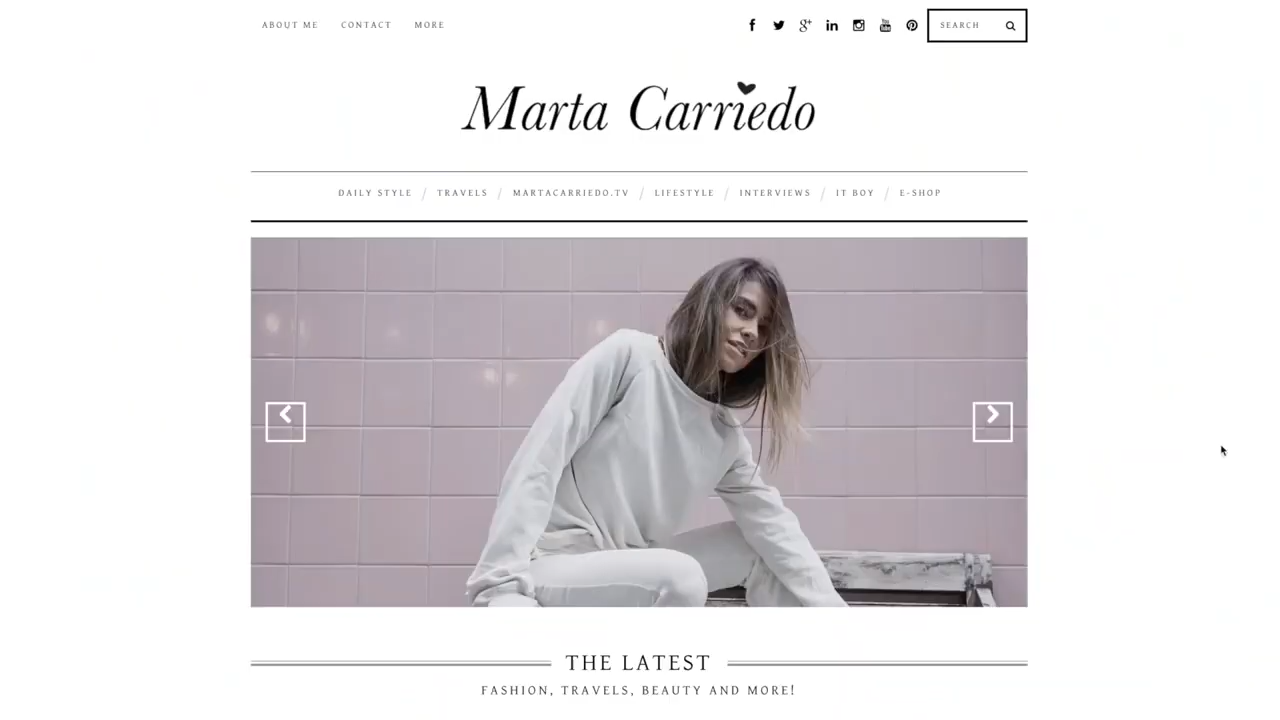 ABOUT ME CONTACT MORE
SEARCH
Marta Carriedo
DAILY STYLE / TRAVELS / MARTACARRIEDO.TV / LIFESTYLE / INTERVIEWS / IT BOY / E-SHOP
THE LATEST
FASHION, TRAVELS, BEAUTY AND MORE!